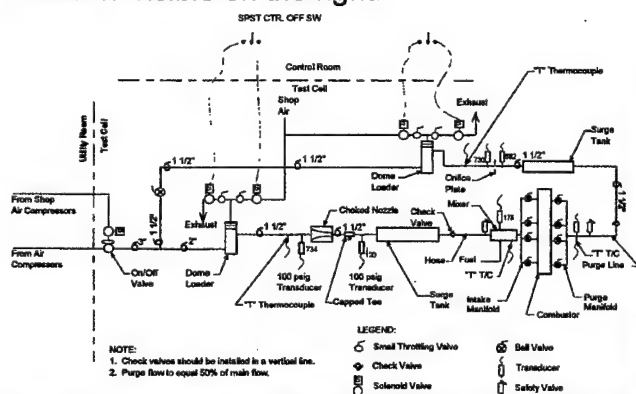 SPST CTR. OFF SW
Control Room
Test Cell
Utility Room
Test Cell
Shop
Air
Exhaust
"T" Thermocouple
1 1/2"
1 1/2"
730
Orifice
Plate
1 1/2"
Surge
Tank
1 1/2"
Dome
Loader
From Shop
Air Compressors
1 1/2"
Exhaust
1 1/2"
Choked Nozzle
Check
Valve
Mixer
178
3"
2"
From Air
Compressors
On/Off
Valve
Dome
Loader
734
100 psig
Transducer
"T" Thermocouple
100 psig
Transducer
Capped Tee
Surge
Tank
Hose
Fuel
"T" T/C
Intake
Manifold
Combustor
Purge
Manifold
"T" T/C
Purge Line
NOTE:
1. Check valves should be installed in a vertical line.
2. Purge flow to equal 50% of main flow.
LEGEND:
Small Throttling Valve
Check Valve
Solenoid Valve
Ball Valve
Transducer
Safety Valve